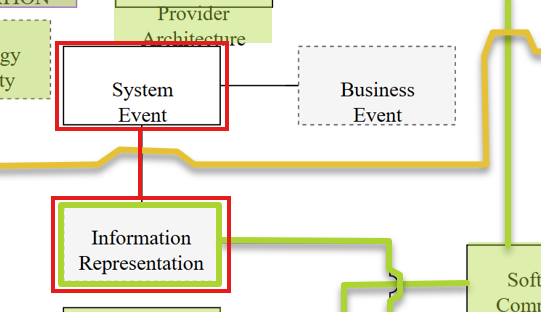 Provider
Architecture
System
Event
Business
Event
Information
Representation